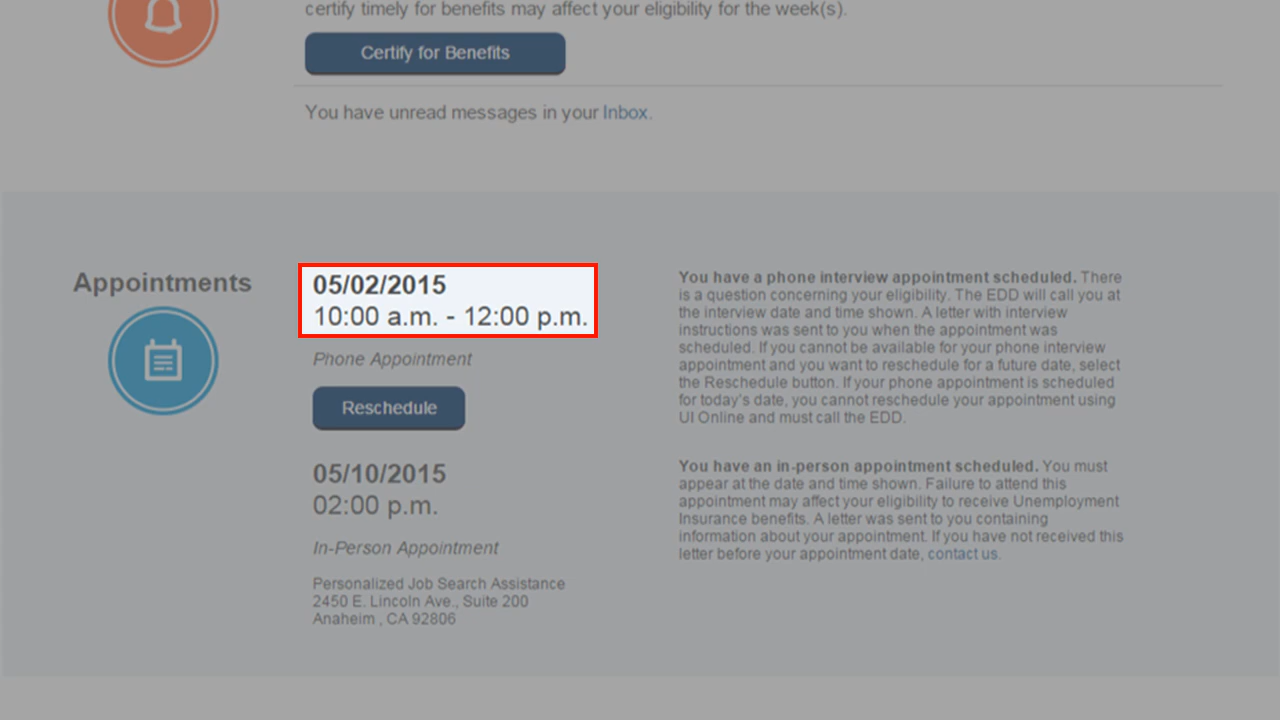 certify timely for benefits may affect your eligibility for the week(s).
Certify for Benefits
You have unread messages in your Inbox.
Appointments
05/02/2015
10:00 a.m. - 12:00 p.m.
Phone Appointment
Reschedule
You have a phone interview appointment scheduled. There
is a question concerning your eligibility. The EDD will call you at
the interview date and time shown. A letter with interview
instructions was sent to you when the appointment was
scheduled. If you cannot be available for your phone interview
appointment and you want to reschedule for a future date, select
the Reschedule button. If your phone appointment is scheduled
for today's date, you cannot reschedule your appointment using
UI Online and must call the EDD.
05/10/2015
02:00 p.m.
In-Person Appointment
Personalized Job Search Assistance
2450 E. Lincoln Ave., Suite 200
Anaheim , CA 92806
You have an in-person appointment scheduled. You must
appear at the date and time shown. Failure to attend this
appointment may affect your eligibility to receive Unemployment
Insurance benefits. A letter was sent to you containing
information about your appointment. If you have not received this
letter before your appointment date, contact us.